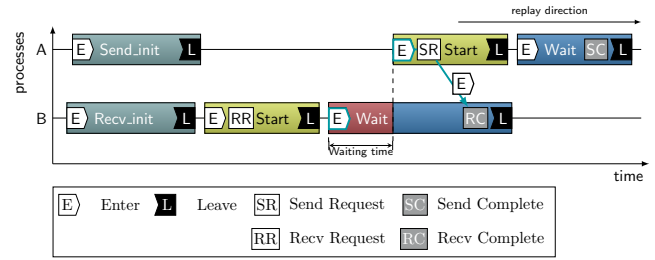 replay direction
processes
A E Send_init L E SR Start L E Wait SC L
E
B E Recv_init L E RR Start L E Wait RC L
Waiting time
time
E Enter L Leave SR Send Request SC Send Complete
RR Recv Request RC Recv Complete